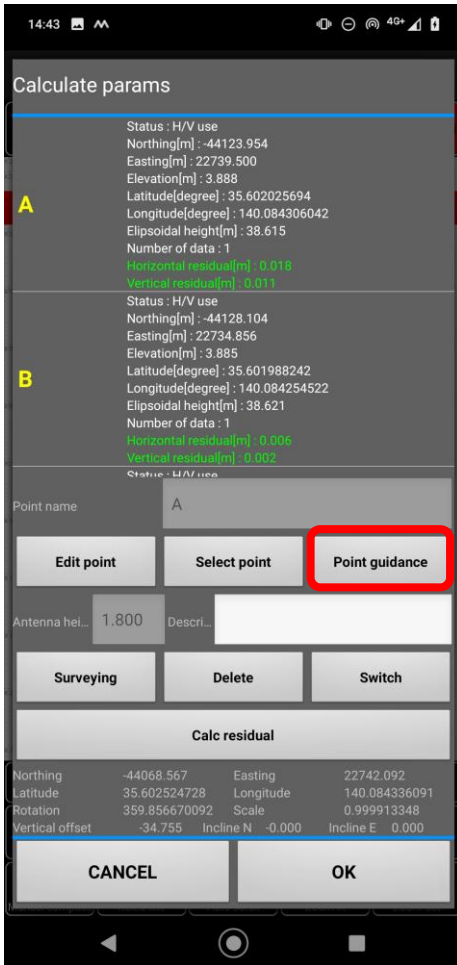 14:43 4G+
Calculate params
A
Status : H/V use
Northing[m] : -44123.954
Easting[m] : 22739.500
Elevation[m] : 3.888
Latitude[degree] : 35.602025694
Longitude[degree] : 140.084306042
Elipsoidal height[m] : 38.615
Number of data : 1
Horizontal residual[m] : 0.018
Vertical residual[m] : 0.011
B
Status : H/V use
Northing[m] : -44128.104
Easting[m] : 22734.856
Elevation[m] : 3.885
Latitude[degree] : 35.601988242
Longitude[degree] : 140.084254522
Elipsoidal height[m] : 38.621
Number of data : 1
Horizontal residual[m] : 0.006
Vertical residual[m] : 0.002
Status : H/V use
Point name A
Edit point Select point Point guidance
Antenna hei... 1.800 Descri...
Surveying Delete Switch
Calc residual
Northing -44068.567 Easting 22742.092
Latitude 35.602524728 Longitude 140.084336091
Rotation 359.856670092 Scale 0.999913348
Vertical offset -34.755 Incline N -0.000 Incline E 0.000
CANCEL OK